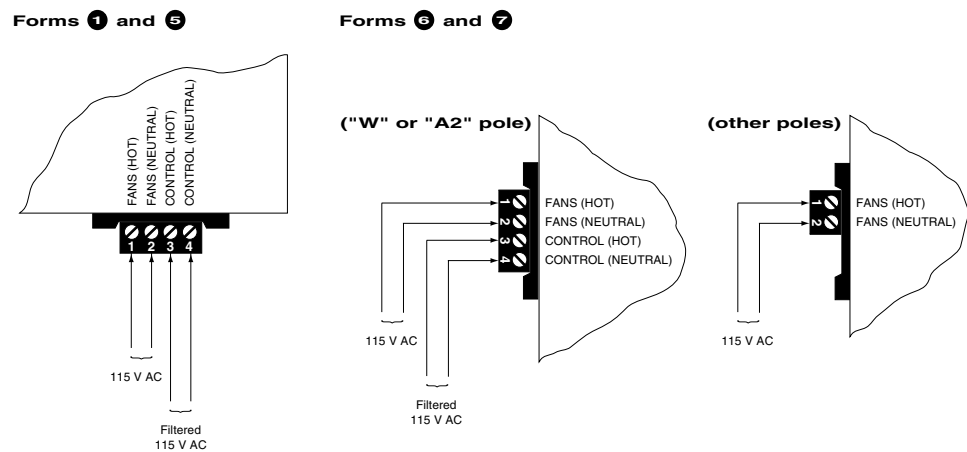 Forms 1 and 5
FANS (HOT)
FANS (NEUTRAL)
CONTROL (HOT)
CONTROL (NEUTRAL)
1 2 3 4
115 V AC
Filtered
115 V AC
Forms 6 and 7
("W" or "A2" pole)
1 FANS (HOT)
2 FANS (NEUTRAL)
3 CONTROL (HOT)
4 CONTROL (NEUTRAL)
115 V AC
Filtered
115 V AC
(other poles)
1 FANS (HOT)
2 FANS (NEUTRAL)
115 V AC